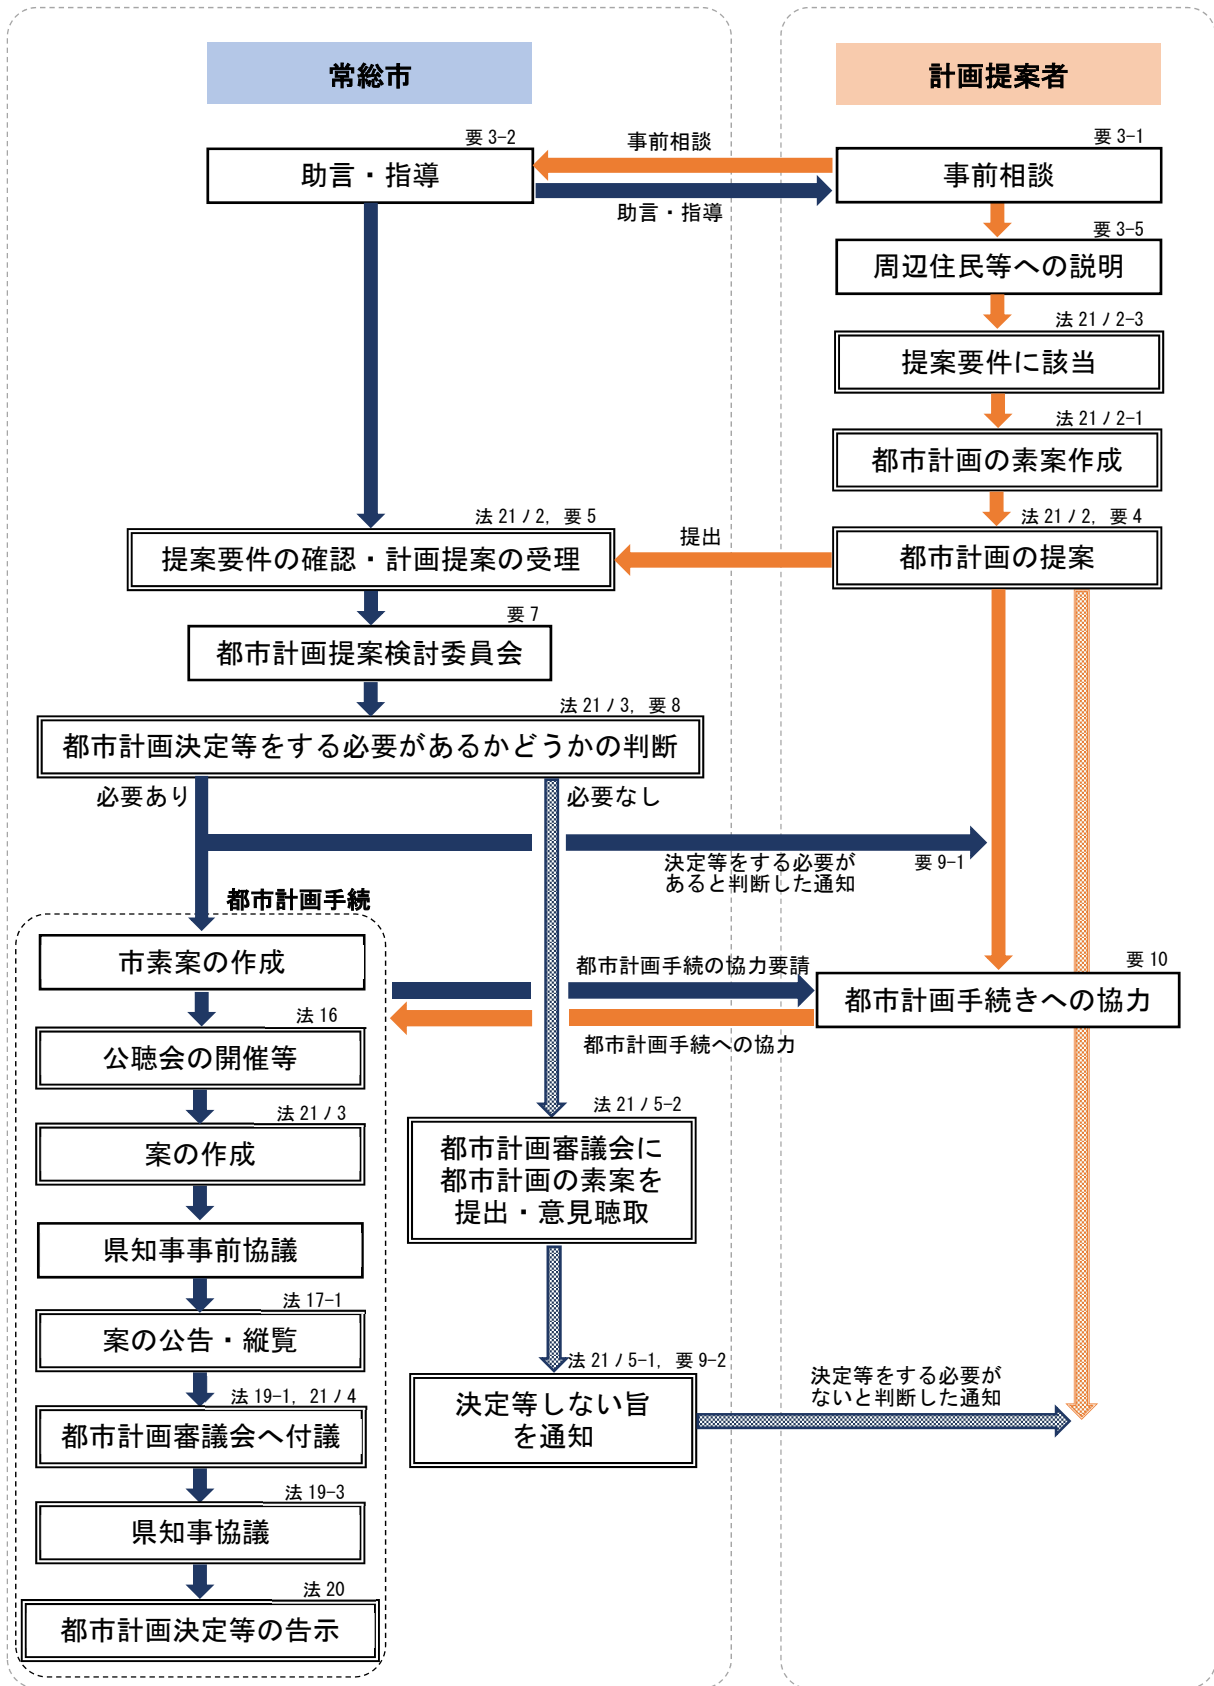 常総市
計画提案者
要 3-2
事前相談
要 3-1
助言・指導
事前相談
助言・指導
要 3-5
周辺住民等への説明
法 21 ノ 2-3
提案要件に該当
法 21 ノ 2-1
都市計画の素案作成
法 21 ノ 2, 要 5
提出
法 21 ノ 2, 要 4
提案要件の確認・計画提案の受理
都市計画の提案
要 7
都市計画提案検討委員会
法 21 ノ 3, 要 8
都市計画決定等をする必要があるかどうかの判断
必要あり
必要なし
決定等をする必要が
あると判断した通知
要 9-1
都市計画手続
市素案の作成
都市計画手続の協力要請
要 10
都市計画手続きへの協力
都市計画手続への協力
法 16
公聴会の開催等
法 21 ノ 3
案の作成
法 21 ノ 5-2
都市計画審議会に
都市計画の素案を
提出・意見聴取
県知事事前協議
法 17-1
案の公告・縦覧
法 21 ノ 5-1, 要 9-2
決定等しない旨
を通知
決定等をする必要が
ないと判断した通知
法 19-1, 21 ノ 4
都市計画審議会へ付議
法 19-3
県知事協議
法 20
都市計画決定等の告示